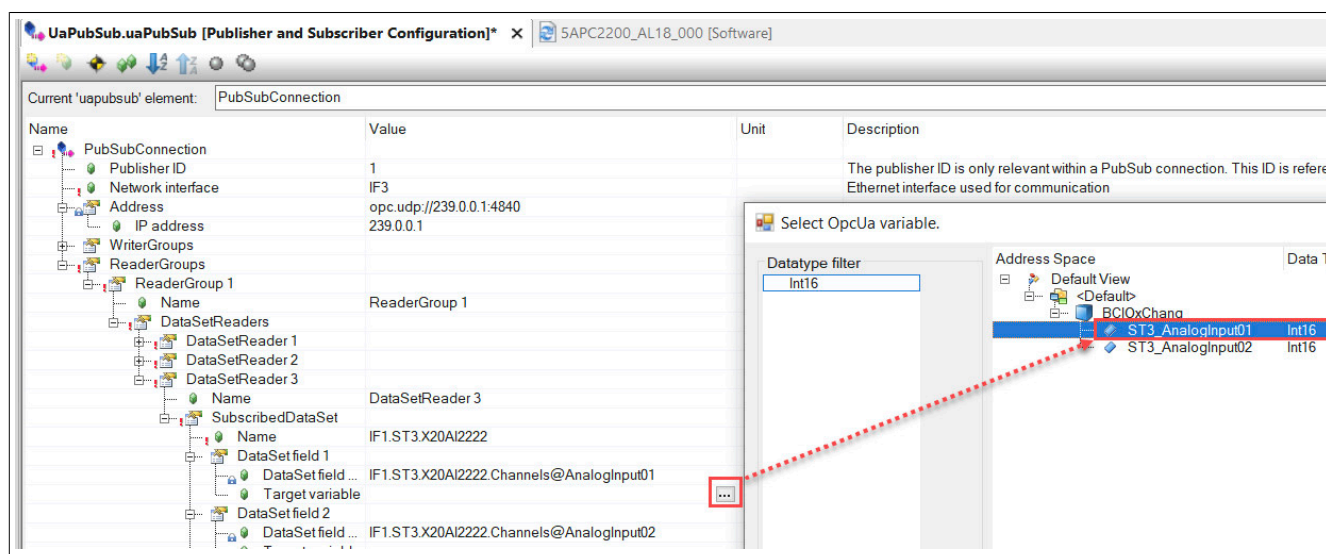 UaPubSub.uaPubSub [Publisher and Subscriber Configuration]* X 5APC2200_AL18_000 [Software]
Current 'uapubsub' element: PubSubConnection
Name Value Unit Description
PubSubConnection
Publisher ID 1 The publisher ID is only relevant within a PubSub connection. This ID is refere
Network interface IF3 Ethernet interface used for communication
Address opc.udp://239.0.0.1:4840
IP address 239.0.0.1
WriterGroups
ReaderGroups
ReaderGroup 1
Name ReaderGroup 1
DataSetReaders
DataSetReader 1
DataSetReader 2
DataSetReader 3
Name DataSetReader 3
SubscribedDataSet
Name IF1.ST3.X20AI2222
DataSet field 1
DataSet field ... IF1.ST3.X20AI2222.Channels@AnalogInput01
Target variable ...
DataSet field 2
DataSet field ... IF1.ST3.X20AI2222.Channels@AnalogInput02
Select OpcUa variable.
Datatype filter
Int16
Address Space Data T
Default View
<Default>
BCIOxChang
ST3_AnalogInput01 Int16
ST3_AnalogInput02 Int16